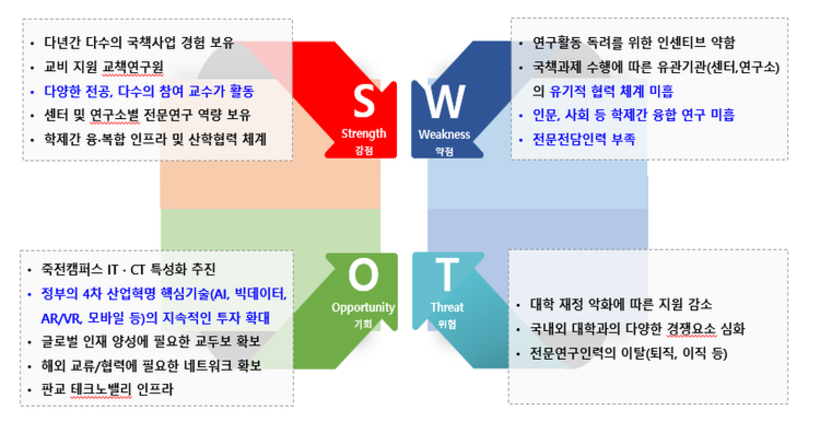 • 다년간 다수의 국책사업 경험 보유
• 교비 지원 교책연구원
• 다양한 전공, 다수의 참여 교수가 활동
• 센터 및 연구소별 전문연구 역량 보유
• 학제간 융·복합 인프라 및 산학협력 체계
S
Strength
강점
W
Weakness
약점
• 연구활동 독려를 위한 인센티브 약함
• 국책과제 수행에 따른 유관기관(센터,연구소)
의 유기적 협력 체계 미흡
• 인문, 사회 등 학제간 융합 연구 미흡
• 전문전담인력 부족
• 죽전캠퍼스 IT · CT 특성화 추진
• 정부의 4차 산업혁명 핵심기술(AI, 빅데이터,
AR/VR, 모바일 등)의 지속적인 투자 확대
• 글로벌 인재 양성에 필요한 교두보 확보
• 해외 교류/협력에 필요한 네트워크 확보
• 판교 테크노밸리 인프라
O
Opportunity
기회
T
Threat
위험
• 대학 재정 악화에 따른 지원 감소
• 국내외 대학과의 다양한 경쟁요소 심화
• 전문연구인력의 이탈(퇴직, 이직 등)